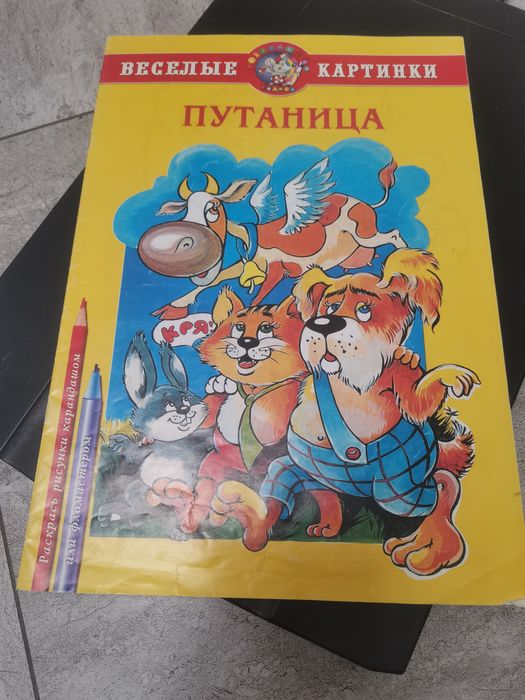 ВЕСЕЛЫЕ КАРТИНКИ
ПУТАНИЦА
КРЯ!
Раскрась рисунки карандашом
или фломастером